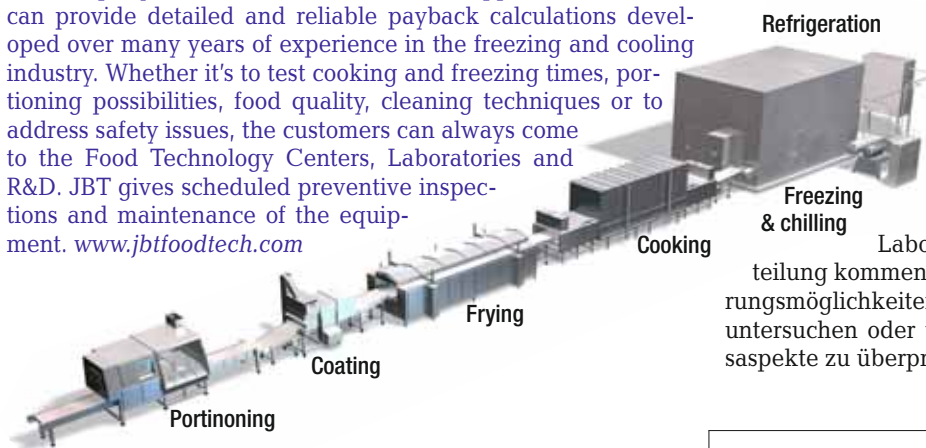 can provide detailed and reliable payback calculations devel-
oped over many years of experience in the freezing and cooling
industry. Whether it's to test cooking and freezing times, por-
tioning possibilities, food quality, cleaning techniques or to
address safety issues, the customers can always come
to the Food Technology Centers, Laboratories and
R&D. JBT gives scheduled preventive inspec-
tions and maintenance of the equip-
ment. www.jbtfoodtech.com
Refrigeration
Freezing
& chilling
Cooking
Frying
Coating
Portinoning
Labo
teilung kommen
rungsmöglichkeiten
untersuchen oder
saspekte zu überpr